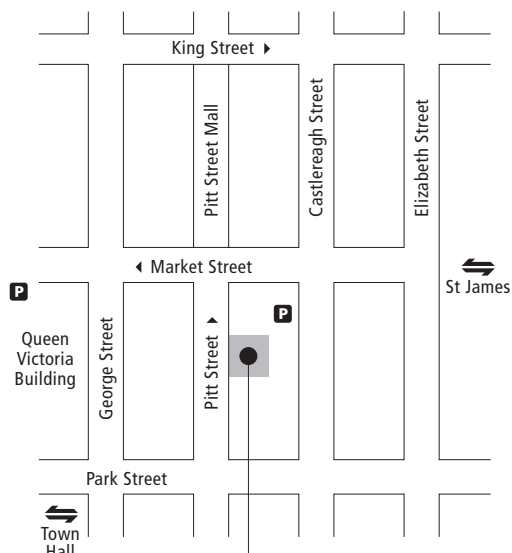 King Street
Pitt Street Mall
Castlereagh Street
Elizabeth Street
Market Street
St James
P
P
Queen
Victoria
Building
George Street
Pitt Street
Park Street
Town
Hall